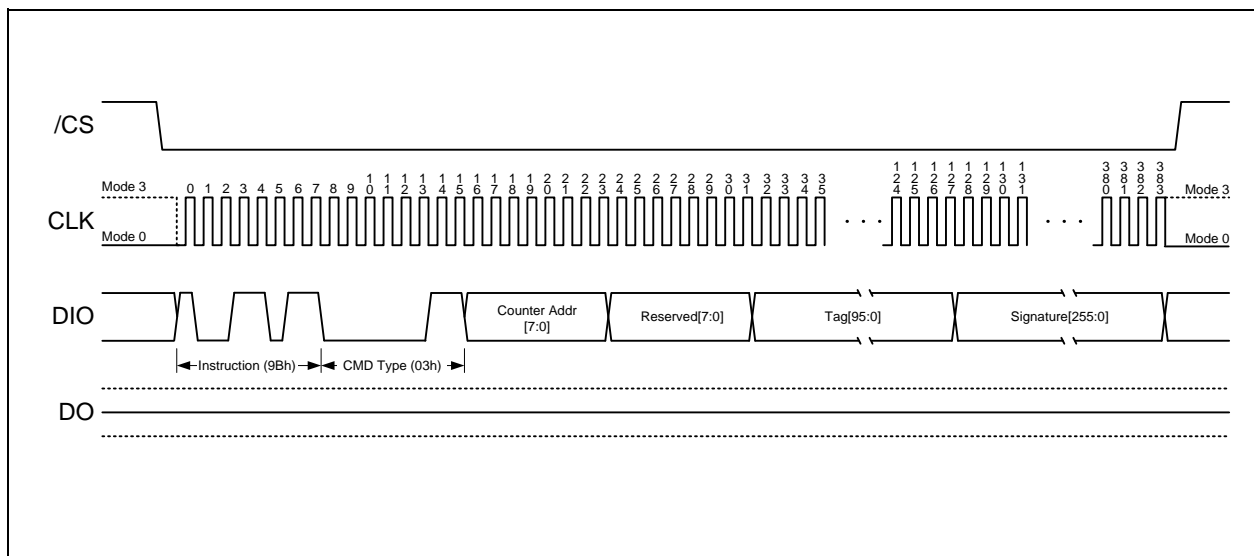 /CS
0 1 2 3 4 5 6 7 8 9 10 11 12 13 14 15 16 17 18 19 20 21 22 23 24 25 26 27 28 29 30 31 32 33 34 35 124 125 126 127 128 129 130 131 380 381 382 383
Mode 3
Mode 3
CLK
Mode 0
Mode 0
. . .
. . .
DIO
Counter Addr
[7:0]
Reserved[7:0]
Tag[95:0]
Signature[255:0]
Instruction (9Bh)
CMD Type (03h)
DO